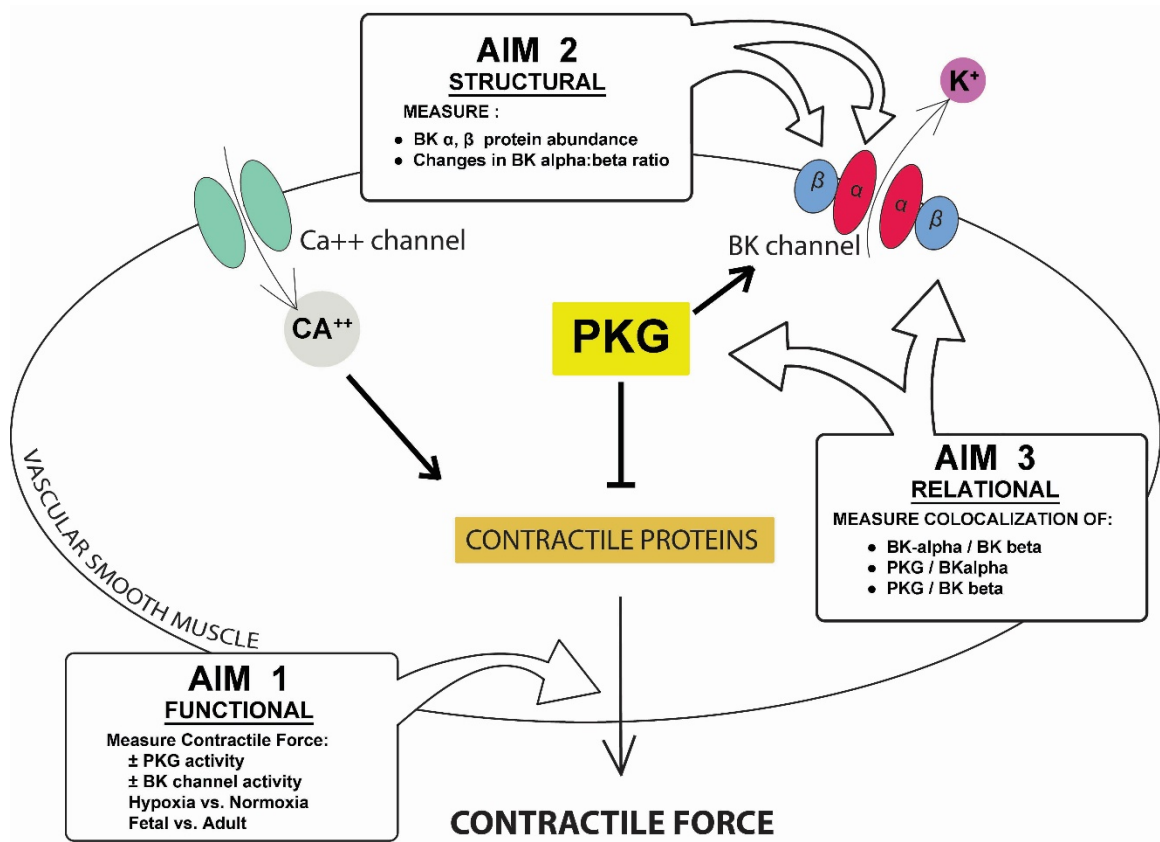 AIM 2
STRUCTURAL
MEASURE :
● BK α, β protein abundance
● Changes in BK alpha:beta ratio
K+
β
α
α
β
Ca++ channel
BK channel
CA++
PKG
CONTRACTILE PROTEINS
VASCULAR SMOOTH MUSCLE
AIM 3
RELATIONAL
MEASURE COLOCALIZATION OF:
● BK-alpha / BK beta
● PKG / BKalpha
● PKG / BK beta
AIM 1
FUNCTIONAL
Measure Contractile Force:
± PKG activity
± BK channel activity
Hypoxia vs. Normoxia
Fetal vs. Adult
CONTRACTILE FORCE